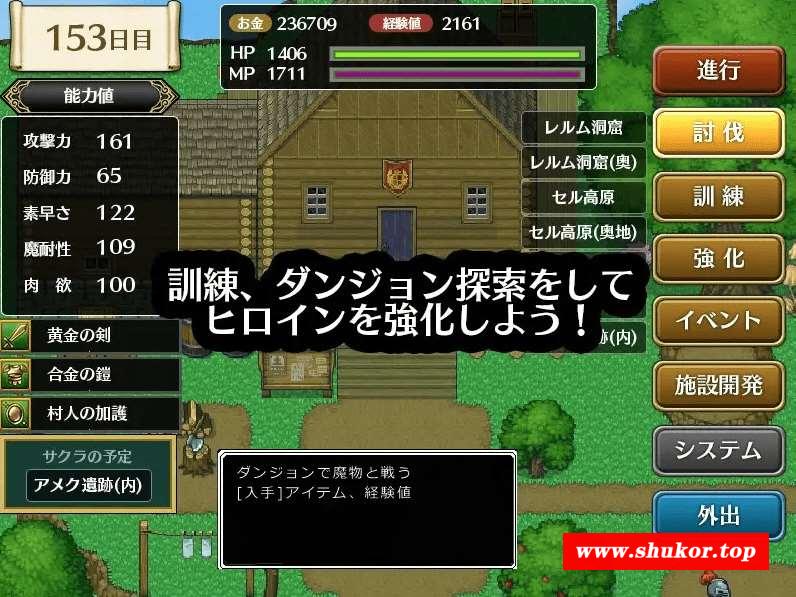 153日目
お金 236709 経験値 2161
HP 1406
MP 1711
能力値
攻撃力 161
防御力 65
素早さ 122
魔耐性 109
肉 欲 100
黄金の剣
合金の鎧
村人の加護
サクラの予定
アメク遺跡(内)
レルム洞窟
レルム洞窟(奥)
セル高原
セル高原(奥地)
跡(内)
進行
討伐
訓練
強化
イベント
施設開発
システム
外出
訓練、ダンジョン探索をして
ヒロインを強化しよう！
ダンジョンで魔物と戦う
[入手]アイテム、経験値
www.shukor.top